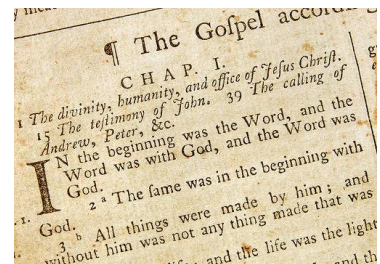 ¶ The Goſpel accordin
CHAP. I.
1 The divinity, humanity, and office of Jeſus Chriſt.
15 The teſtimony of John. 39 The calling of
Andrew, Peter, &c.
IN the beginning was the Word, and the
Word was with God, and the Word was
God.
2 a The ſame was in the beginning with
God.
3 b All things were made by him; and
without him was not any thing made that was
and the life was the light